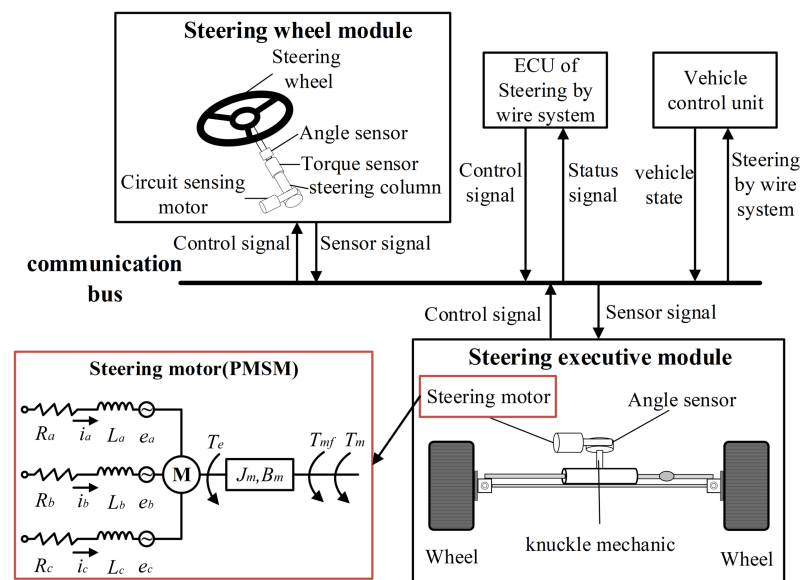 Steering wheel module
Steering
wheel
Angle sensor
Torque sensor
steering column
Circuit sensing
motor
ECU of
Steering by
wire system
Vehicle
control unit
Control
signal
Status
signal
vehicle
state
Steering
by wire
system
Control signal
Sensor signal
communication
bus
Control signal
Sensor signal
Steering motor(PMSM)
Ra
ia
La
ea
Rb
ib
Lb
eb
Rc
ic
Lc
ec
M
Te
Jm,Bm
Tmf
Tm
Steering executive module
Steering motor
Angle sensor
knuckle mechanic
Wheel
Wheel